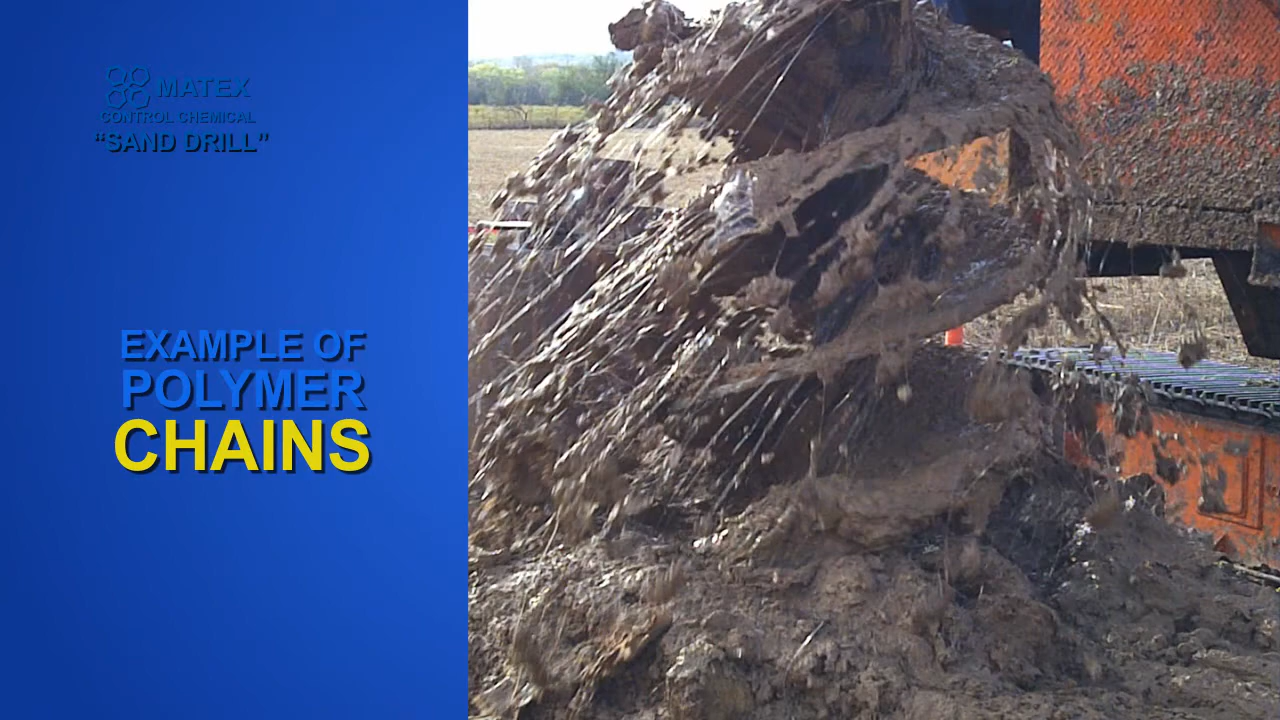 MATEX
CONTROL CHEMICAL
“SAND DRILL”
EXAMPLE OF
POLYMER
CHAINS